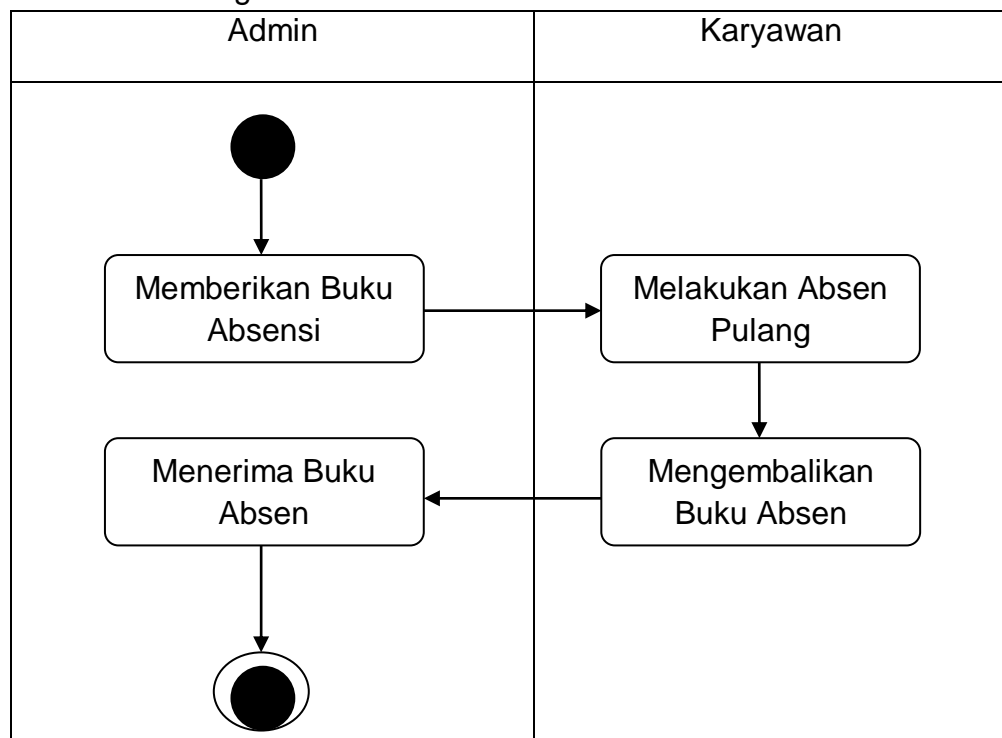 Admin
Karyawan
Memberikan Buku
Absensi
Melakukan Absen
Pulang
Menerima Buku
Absen
Mengembalikan
Buku Absen